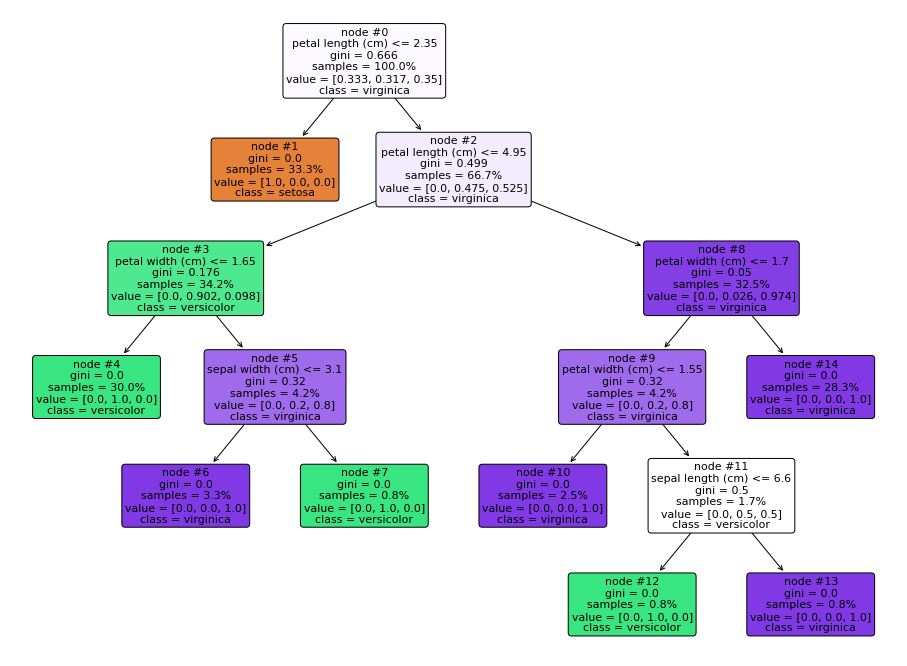 node #0
petal length (cm) <= 2.35
gini = 0.666
samples = 100.0%
value = [0.333, 0.317, 0.35]
class = virginica
node #1
gini = 0.0
samples = 33.3%
value = [1.0, 0.0, 0.0]
class = setosa
node #2
petal length (cm) <= 4.95
gini = 0.499
samples = 66.7%
value = [0.0, 0.475, 0.525]
class = virginica
node #3
petal width (cm) <= 1.65
gini = 0.176
samples = 34.2%
value = [0.0, 0.902, 0.098]
class = versicolor
node #8
petal width (cm) <= 1.7
gini = 0.05
samples = 32.5%
value = [0.0, 0.026, 0.974]
class = virginica
node #4
gini = 0.0
samples = 30.0%
value = [0.0, 1.0, 0.0]
class = versicolor
node #5
sepal width (cm) <= 3.1
gini = 0.32
samples = 4.2%
value = [0.0, 0.2, 0.8]
class = virginica
node #9
petal width (cm) <= 1.55
gini = 0.32
samples = 4.2%
value = [0.0, 0.2, 0.8]
class = virginica
node #14
gini = 0.0
samples = 28.3%
value = [0.0, 0.0, 1.0]
class = virginica
node #6
gini = 0.0
samples = 3.3%
value = [0.0, 0.0, 1.0]
class = virginica
node #7
gini = 0.0
samples = 0.8%
value = [0.0, 1.0, 0.0]
class = versicolor
node #10
gini = 0.0
samples = 2.5%
value = [0.0, 0.0, 1.0]
class = virginica
node #11
sepal length (cm) <= 6.6
gini = 0.5
samples = 1.7%
value = [0.0, 0.5, 0.5]
class = versicolor
node #12
gini = 0.0
samples = 0.8%
value = [0.0, 1.0, 0.0]
class = versicolor
node #13
gini = 0.0
samples = 0.8%
value = [0.0, 0.0, 1.0]
class = virginica